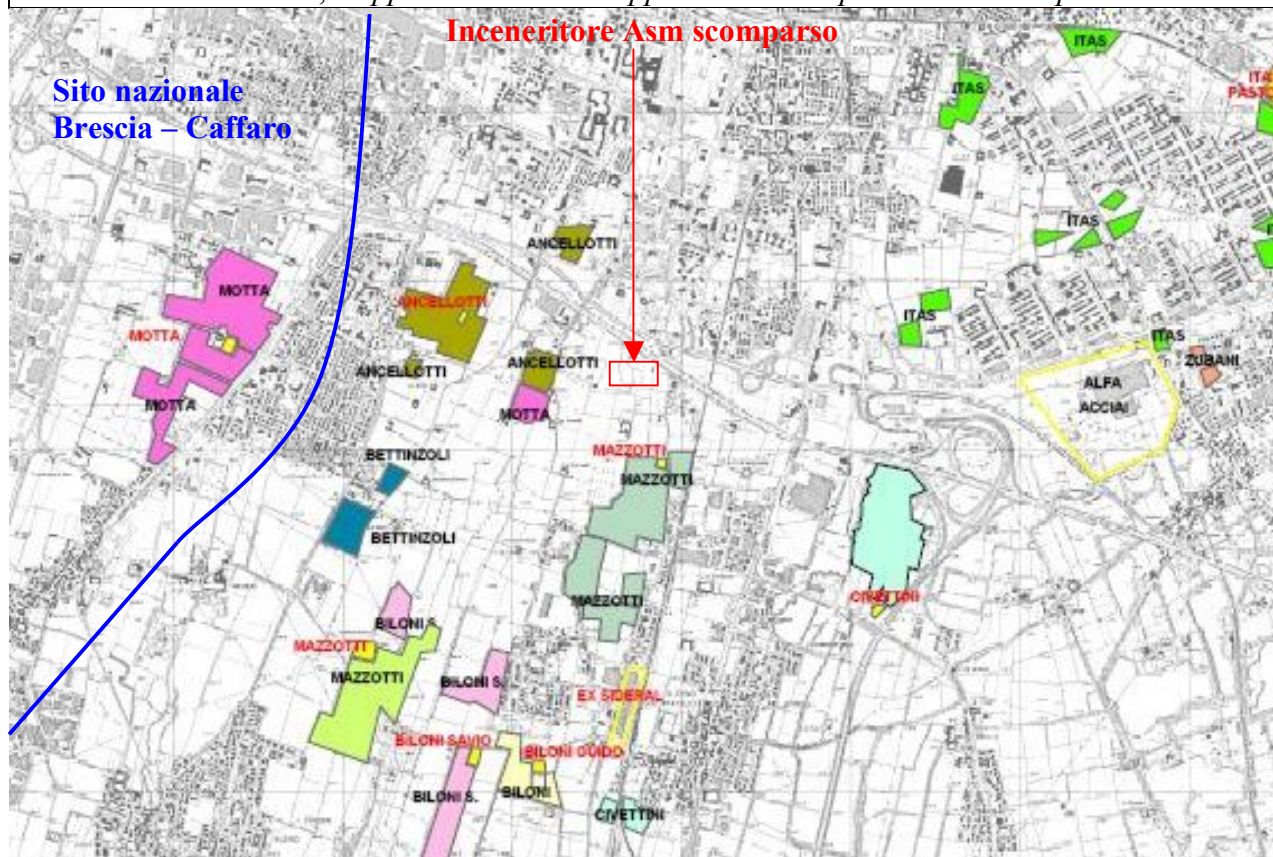 Inceneritore Asm scomparso
Sito nazionale
Brescia – Caffaro
ITAS
ITAS
PASTO
ITAS
ANCELLOTTI
MOTTA
ANCELLOTTI
MOTTA
ITAS
ITAS
ANCELLOTTI
ANCELLOTTI
ZUBANI
ALFA
ACCIAI
MOTTA
MOTTA
BETTINZOLI
MAZZOTTI
MAZZOTTI
BETTINZOLI
CIVETTINI
MAZZOTTI
BILONI S.
MAZZOTTI
MAZZOTTI
BILONI S.
EX SIDERAL
BILONI SAVIO
BILONI GUIDO
BILONI S.
BILONI
CIVETTINI